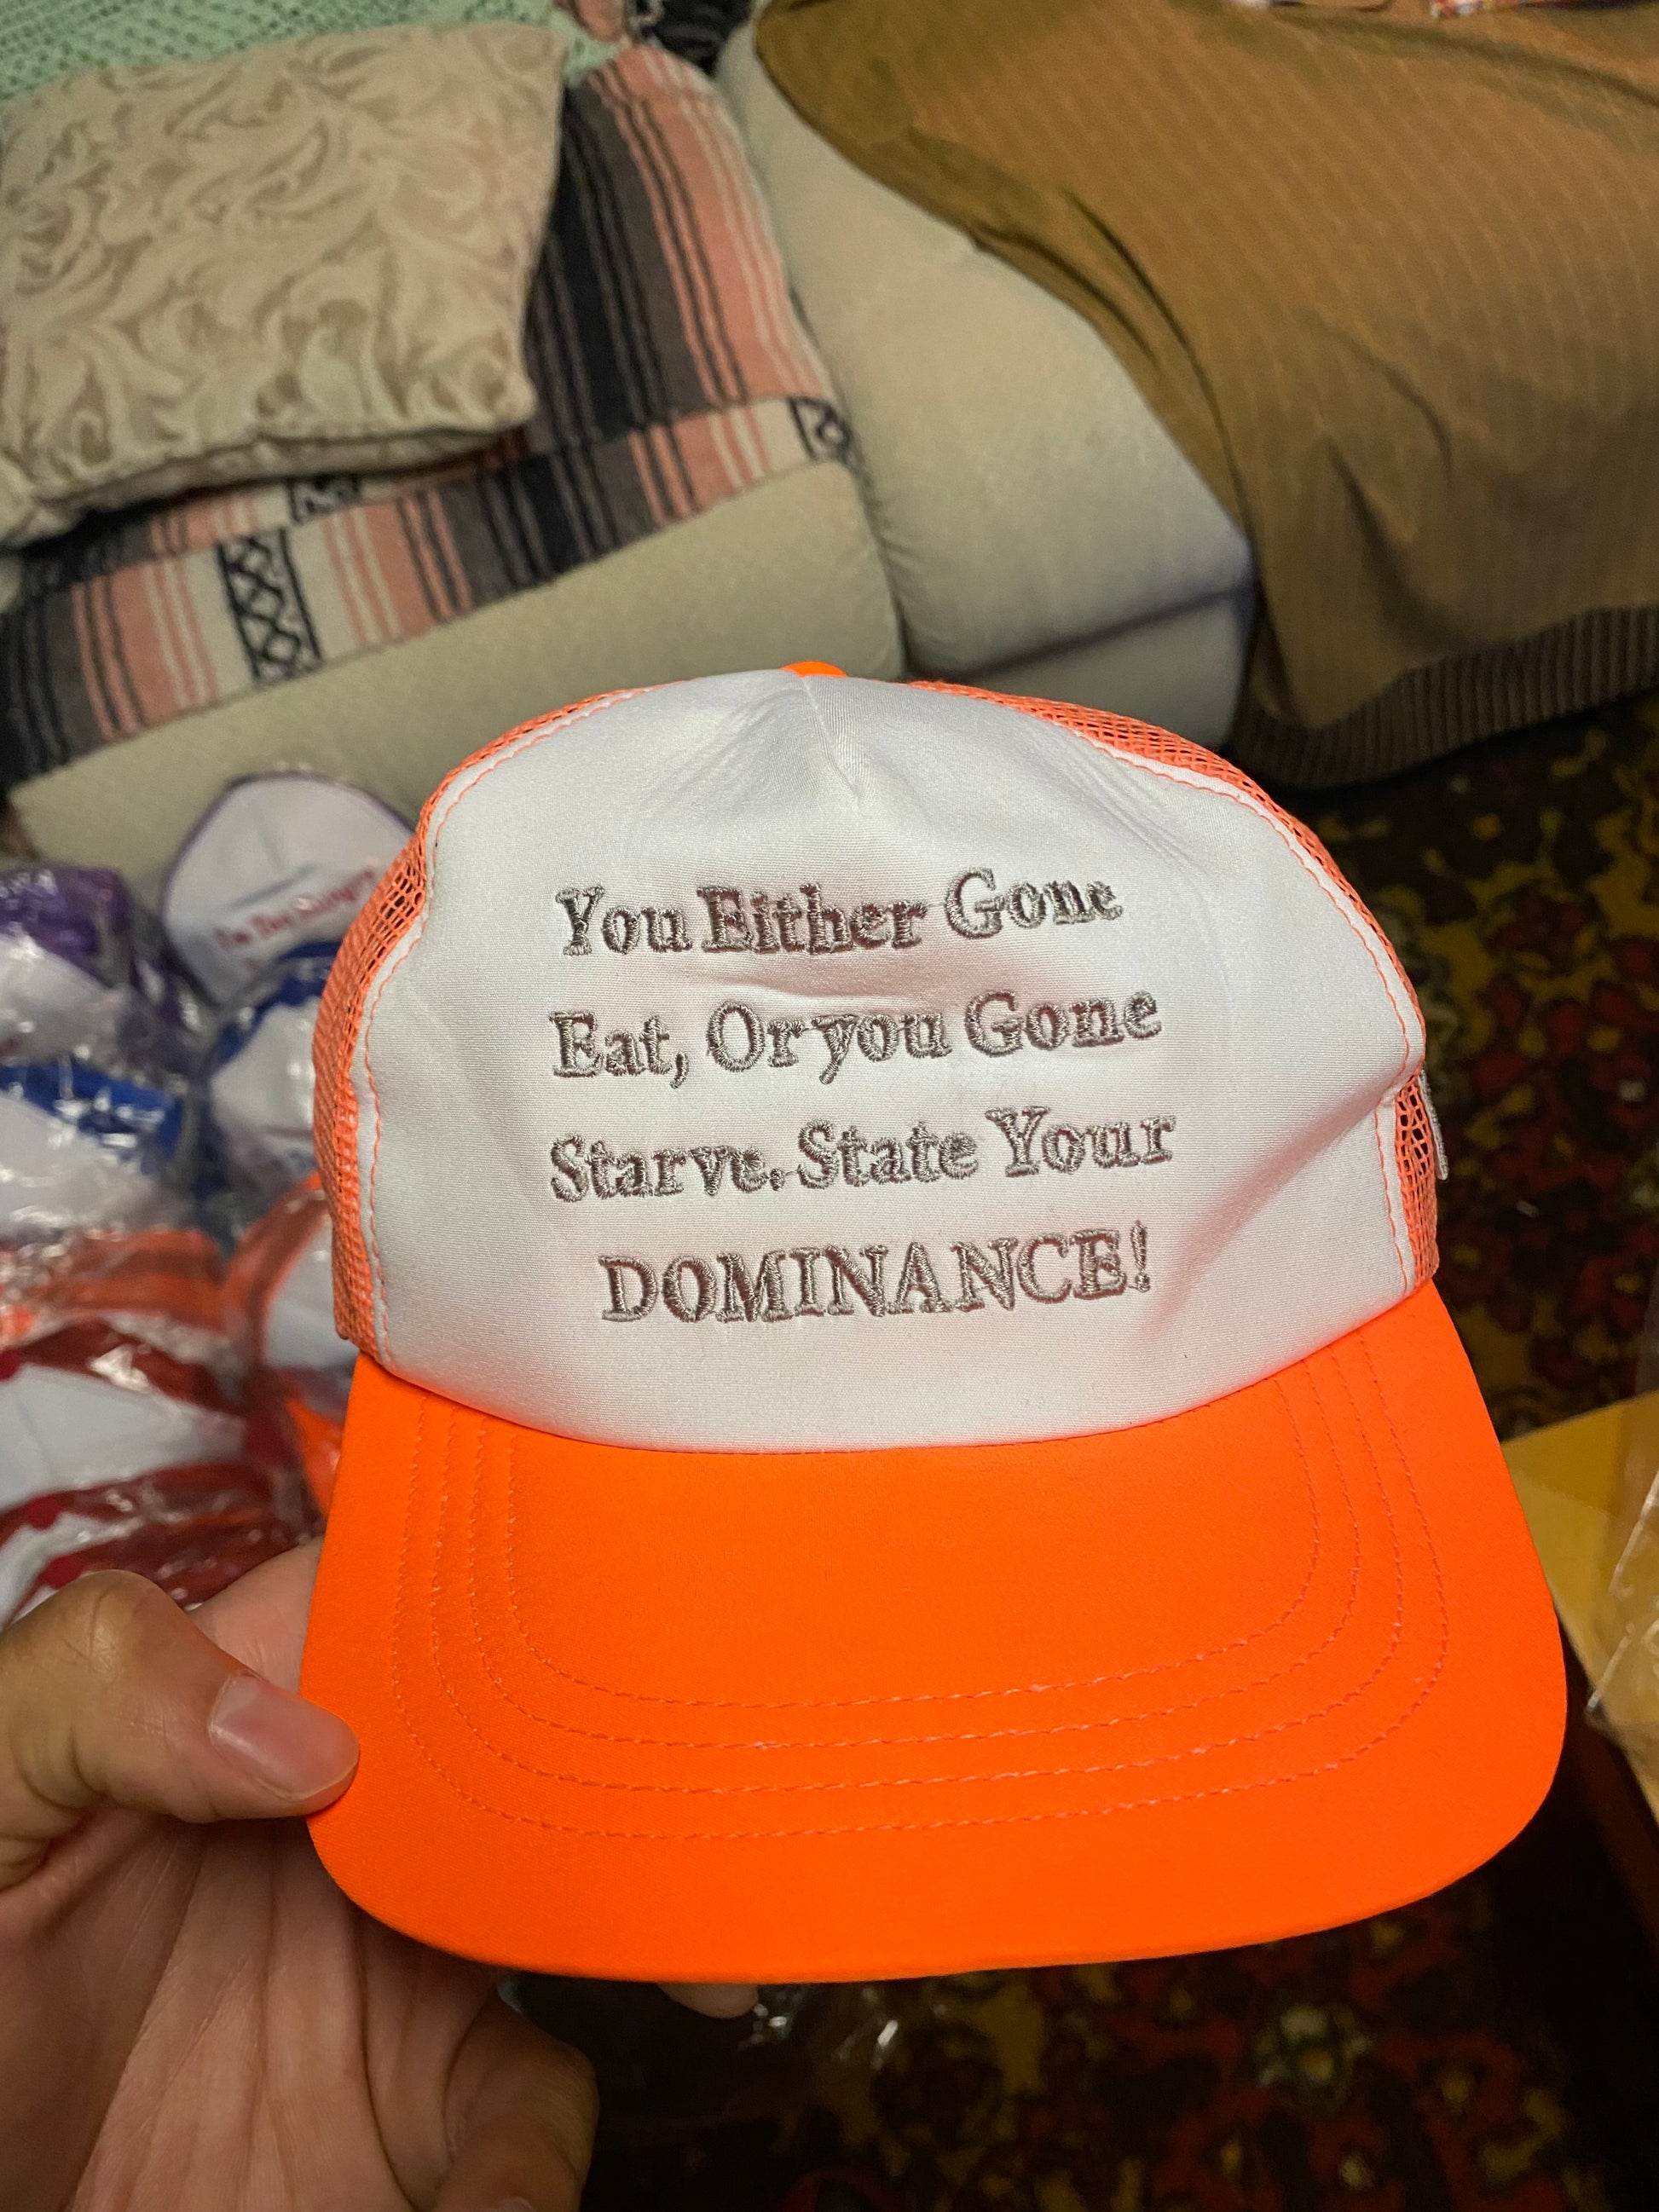 You Either Gone
Eat, Or you Gone
Starve. State Your
DOMINANCE!